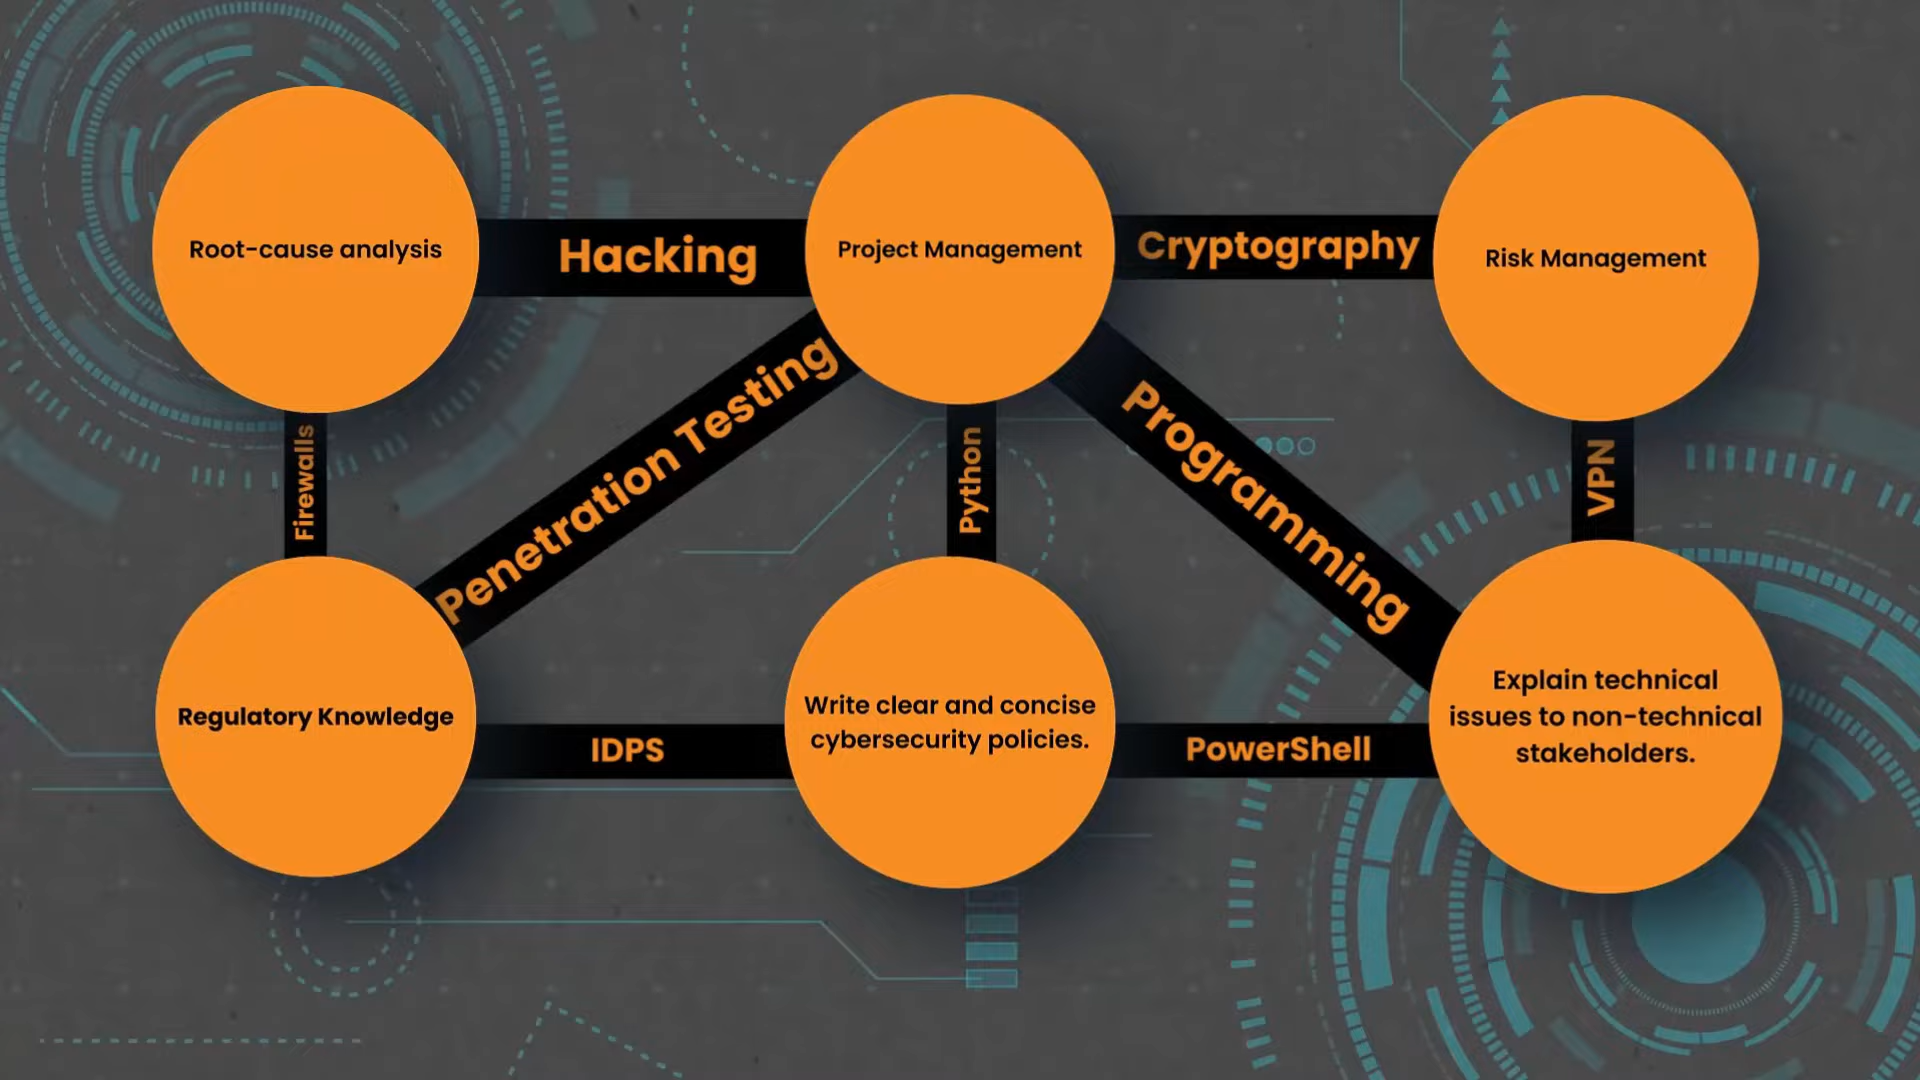 Root-cause analysis
Hacking
Project Management
Cryptography
Risk Management
Firewalls
Penetration Testing
Python
Programming
VPN
Regulatory Knowledge
IDPS
Write clear and concise
cybersecurity policies.
PowerShell
Explain technical
issues to non-technical
stakeholders.